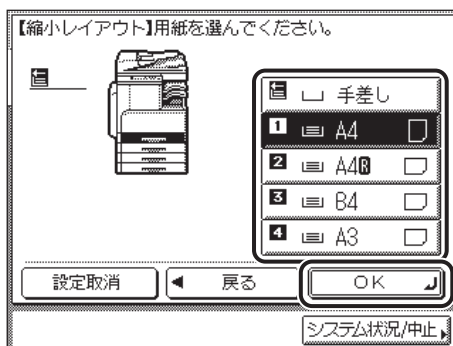 【縮小レイアウト】用紙を選んでください。
手差し
1 A4
2 A4R
3 B4
4 A3
設定取消
戻る
OK
システム状況/中止